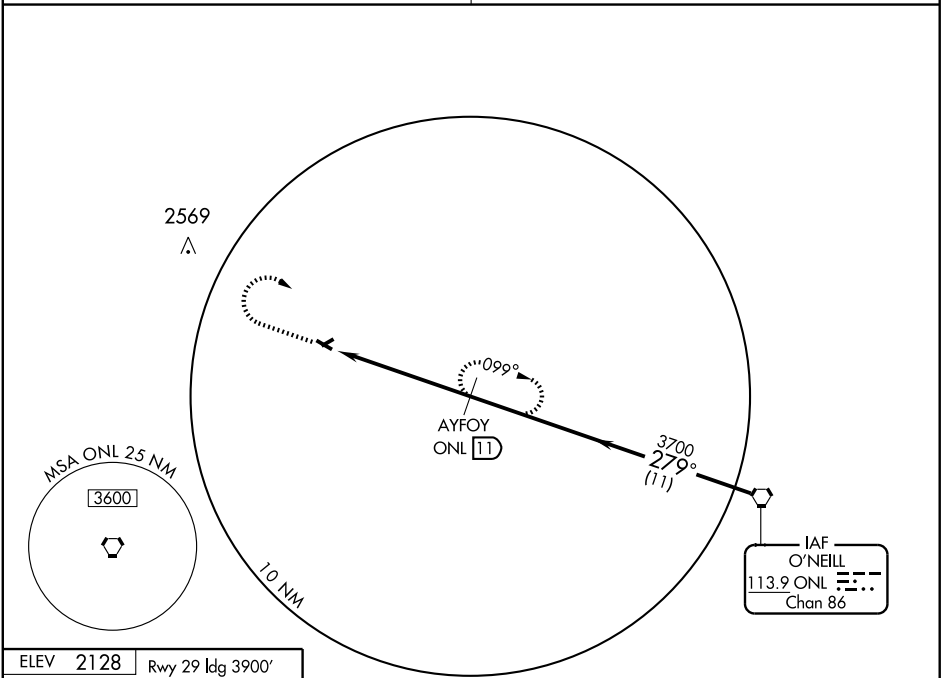 2569
099°
AYFOY
ONL 11
3700
279°
(11)
MSA ONL 25 NM
3600
10 NM
IAF
O'NEILL
113.9 ONL
Chan 86
ELEV 2128
Rwy 29 ldg 3900'